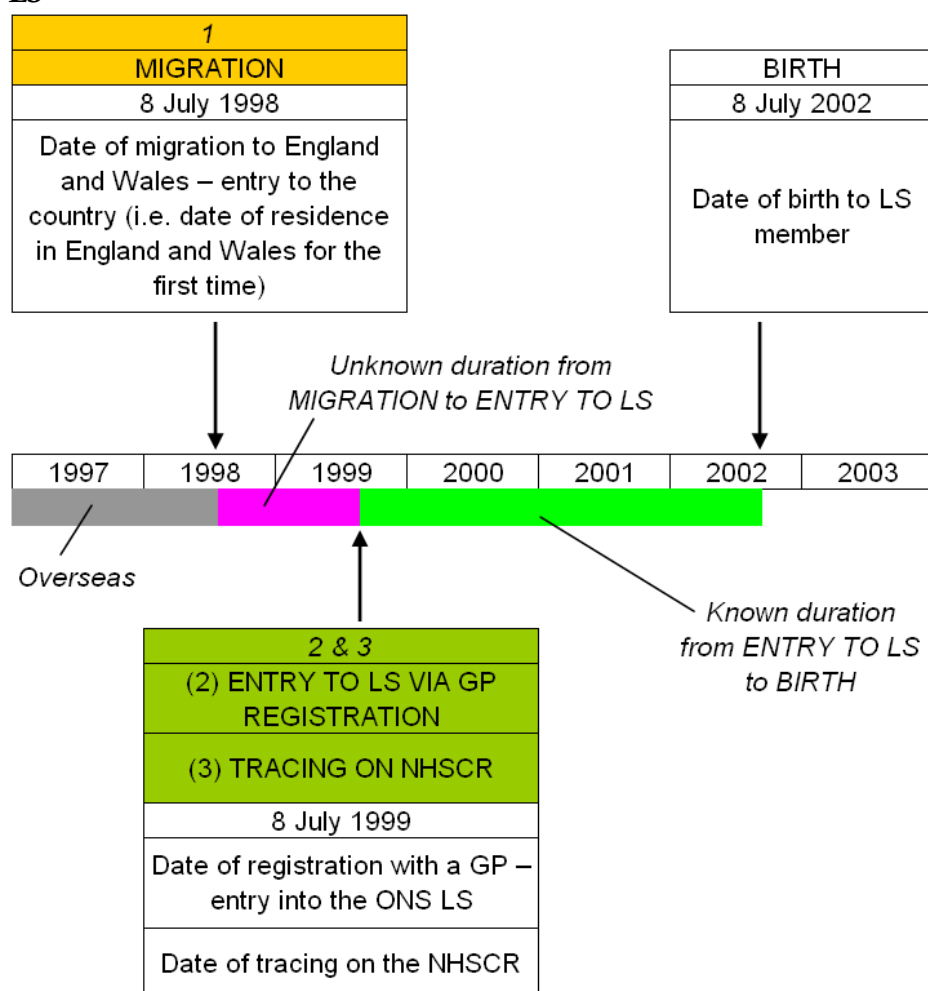 LS
1
MIGRATION
8 July 1998
Date of migration to England
and Wales – entry to the
country (i.e. date of residence
in England and Wales for the
first time)
BIRTH
8 July 2002
Date of birth to LS
member
Unknown duration from
MIGRATION to ENTRY TO LS
1997 1998 1999 2000 2001 2002 2003
Overseas
Known duration
from ENTRY TO LS
to BIRTH
2 & 3
(2) ENTRY TO LS VIA GP
REGISTRATION
(3) TRACING ON NHSCR
8 July 1999
Date of registration with a GP –
entry into the ONS LS
Date of tracing on the NHSCR